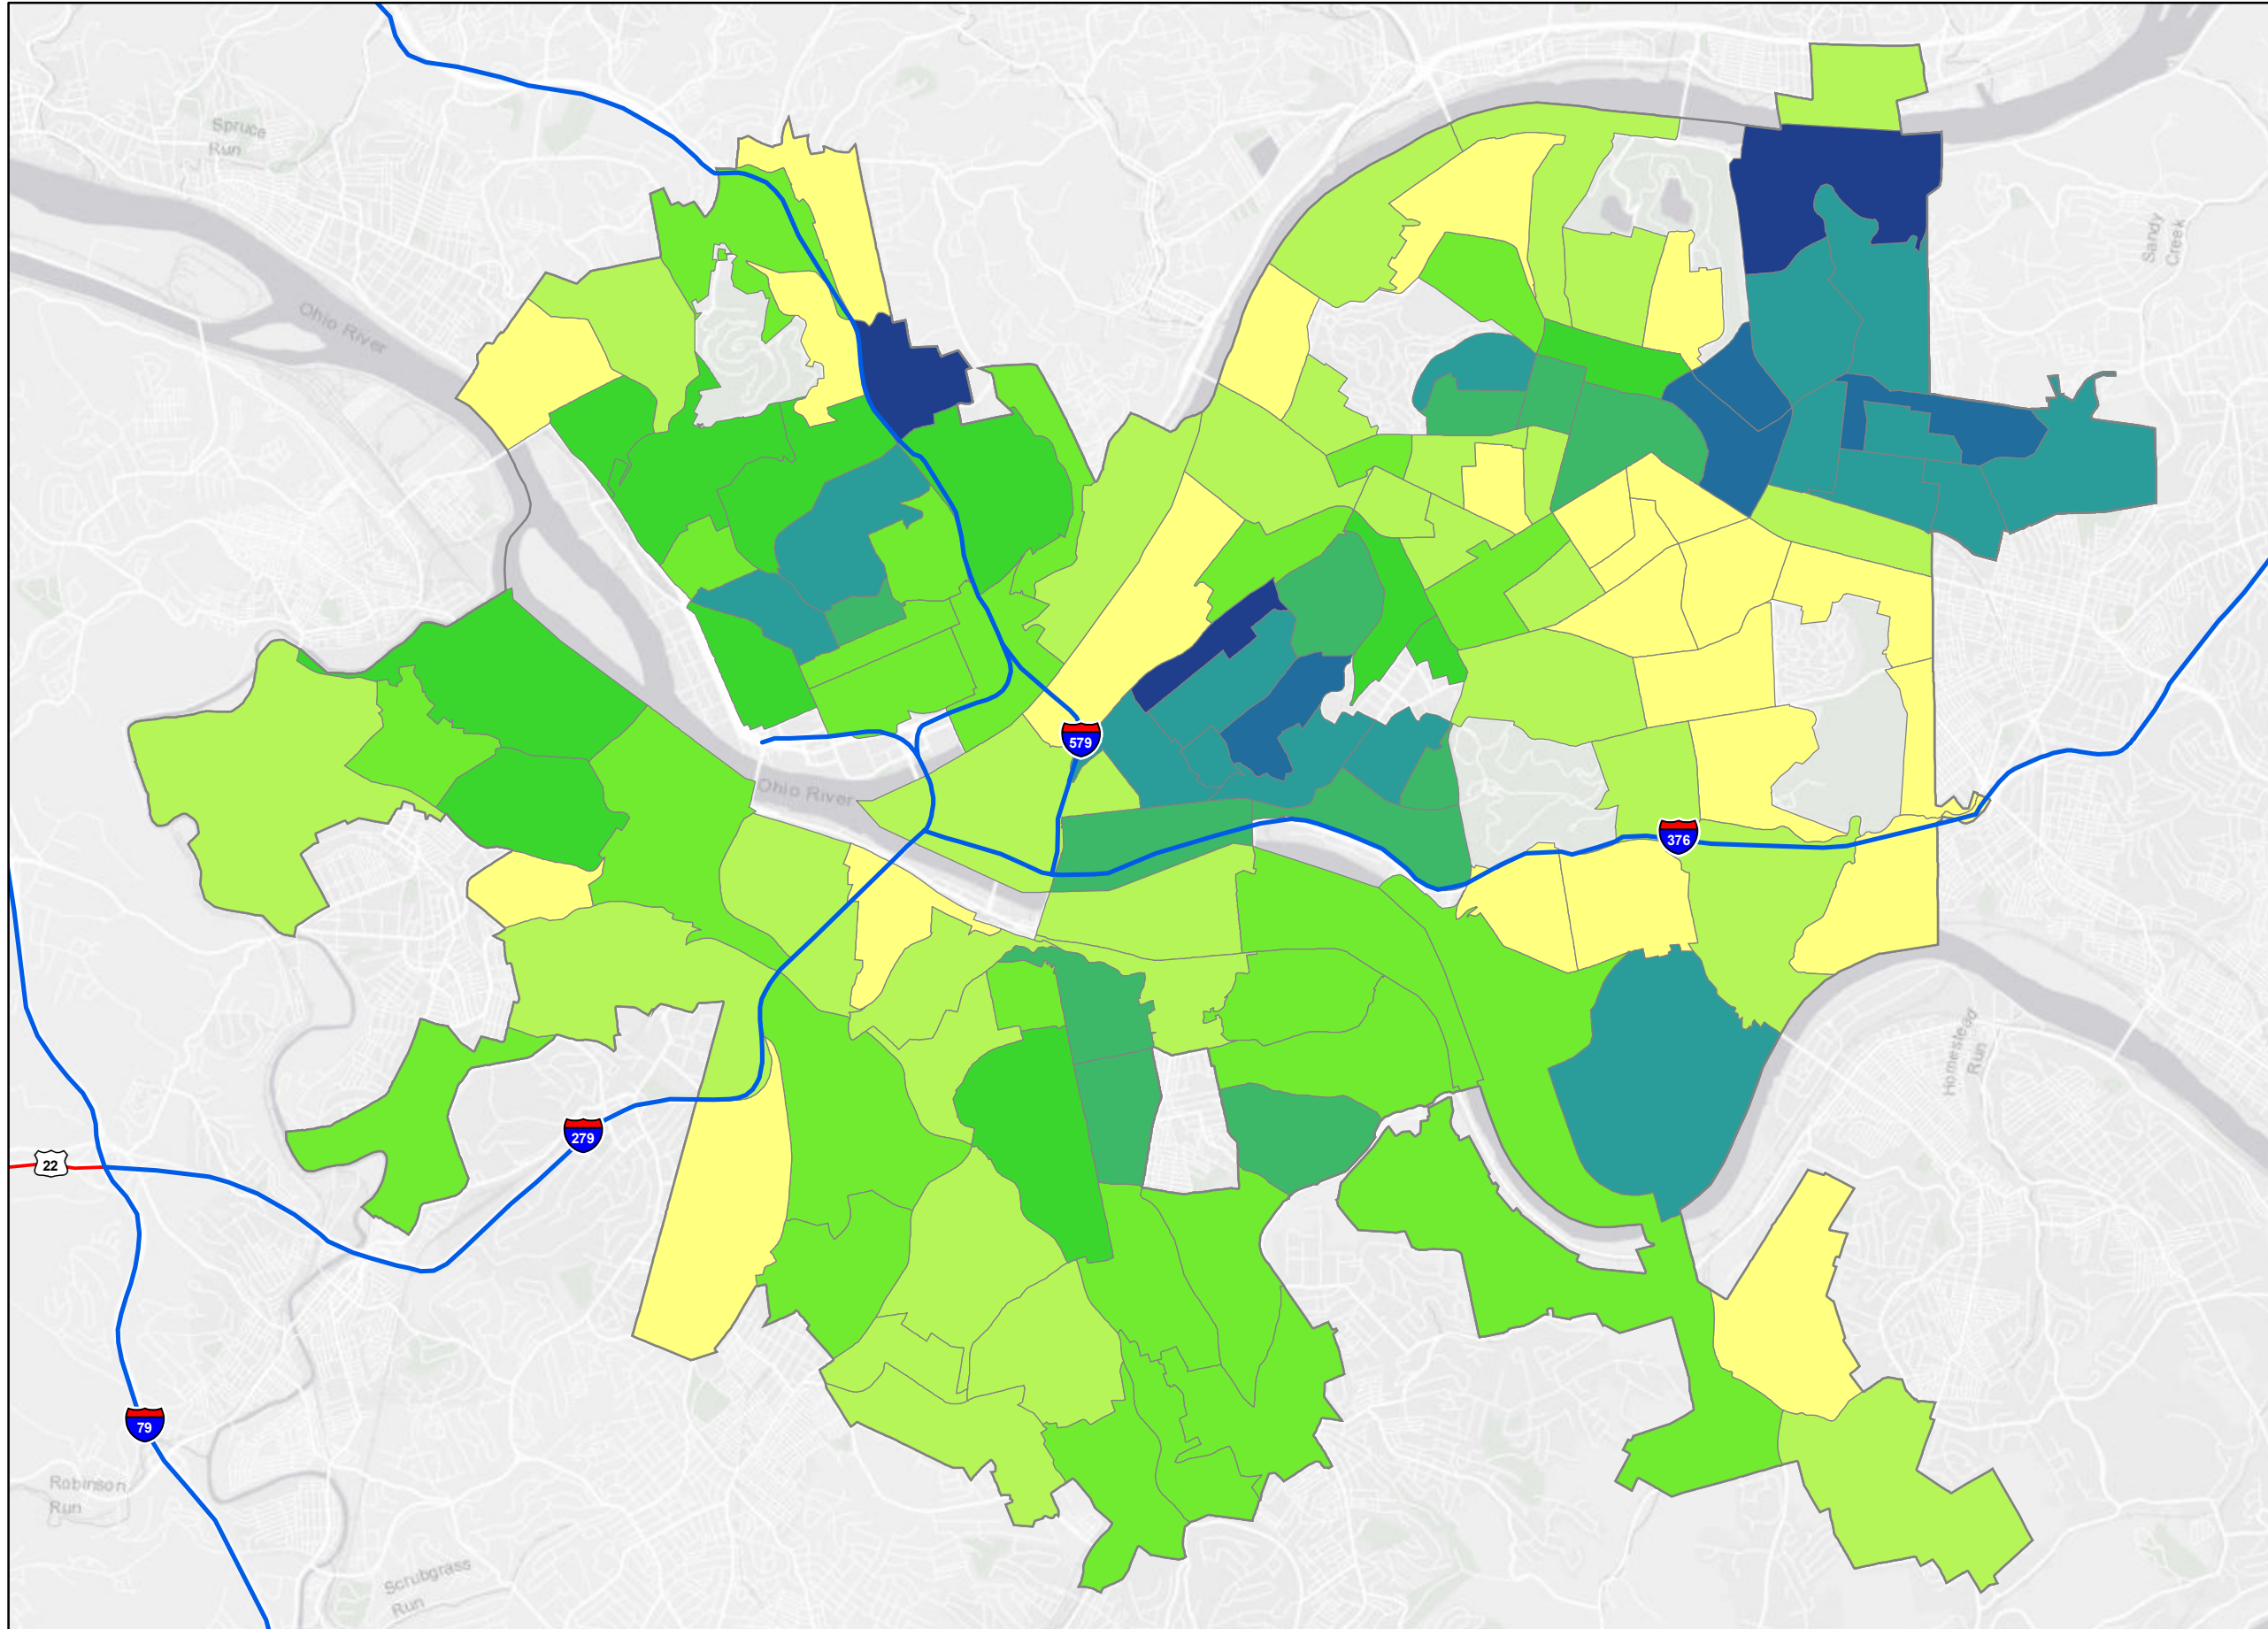 Spruce
Run
Sandy
Creek
Ohio River
579
Ohio River
376
Homestead
Run
279
22
79
Robinson
Run
Scrubgrass
Run